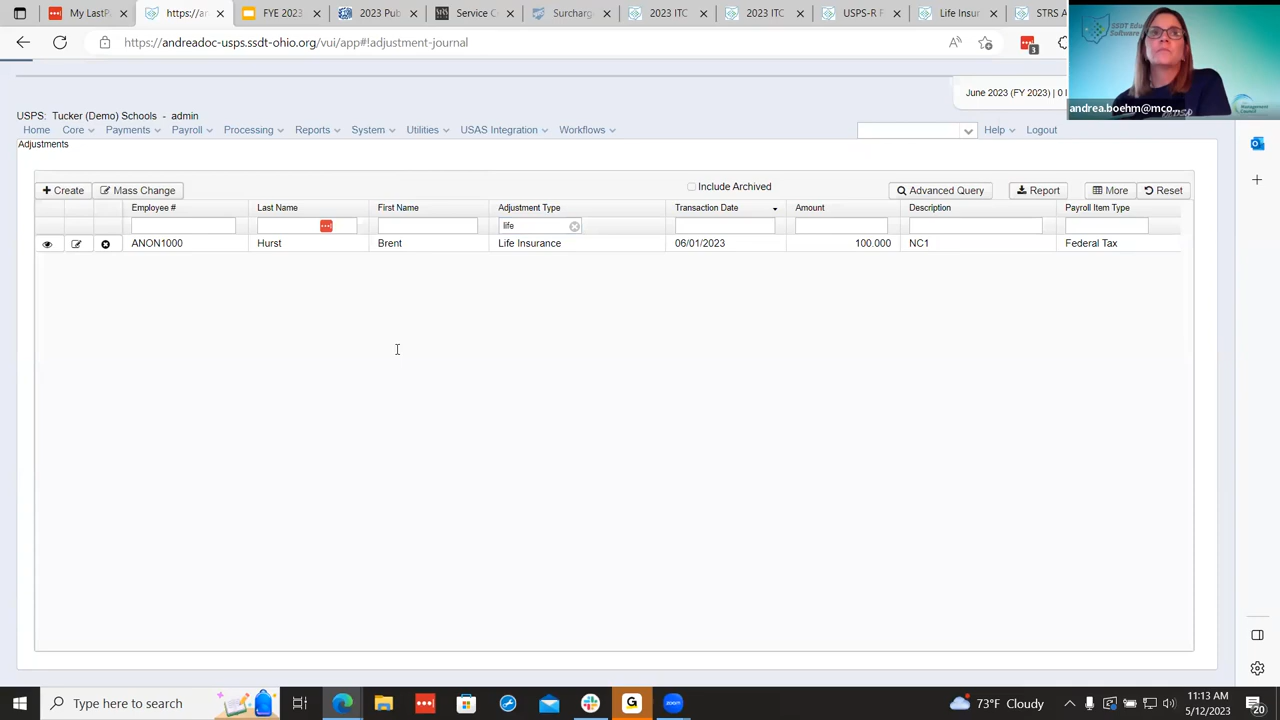 My LastP
https://ar
FYE 2023
2023 Pub
Service C
Surcharg
2023 ITC
2023 ITC
USPS-R F
Life Insur
STRS A
https://andreadoc-usps.ssdt-ohio.org/vui/app#!adjustment-journal
3
andrea.boehm@mco...
June 2023 (FY 2023) | 0 I
USPS: Tucker (Demo) Schools - admin
Home Core Payments Payroll Processing Reports System Utilities USAS Integration Workflows Help Logout
Adjustments
Create Mass Change Include Archived Advanced Query Report More Reset
Employee # Last Name First Name Adjustment Type Transaction Date Amount Description Payroll Item Type
life
ANON1000 Hurst Brent Life Insurance 06/01/2023 100.000 NC1 Federal Tax
Type here to search
G
zoom
73°F Cloudy
11:13 AM
5/12/2023
20